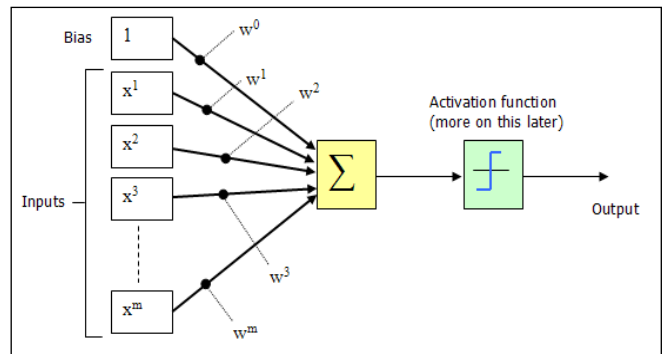 Bias
1
w⁰
x¹
w¹
w²
x²
Activation function
(more on this later)
∑
Inputs
x³
Output
w³
xᵐ
wᵐ